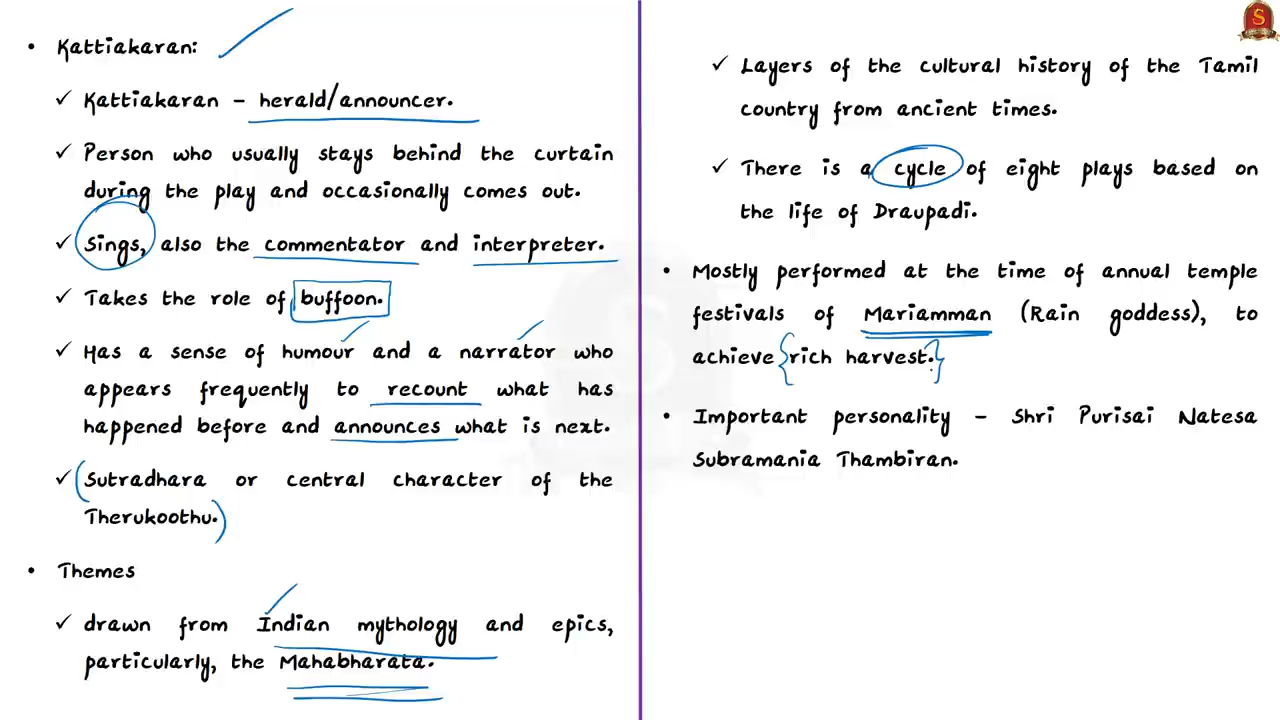 • Kattiakaran:
✓ Kattiakaran – herald/announcer.
✓ Person who usually stays behind the curtain
during the play and occasionally comes out.
✓ Sings, also the commentator and interpreter.
✓ Takes the role of buffoon.
✓ Has a sense of humour and a narrator who
appears frequently to recount what has
happened before and announces what is next.
✓ Sutradhara or central character of the
Therukoothu.
• Themes
✓ drawn from Indian mythology and epics,
particularly, the Mahabharata.
✓ Layers of the cultural history of the Tamil
country from ancient times.
✓ There is a cycle of eight plays based on
the life of Draupadi.
• Mostly performed at the time of annual temple
festivals of Mariamman (Rain goddess), to
achieve rich harvest.
• Important personality – Shri Purisai Natesa
Subramania Thambiran.
S